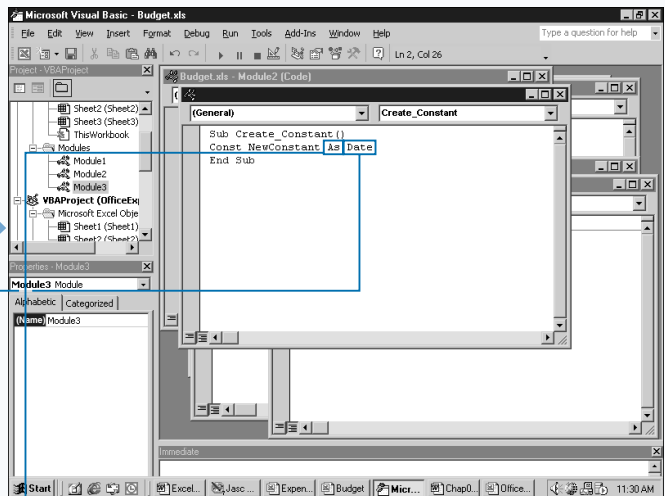 Microsoft Visual Basic - Budget.xls
File Edit View Insert Format Debug Run Tools Add-Ins Window Help
Type a question for help
Ln 2, Col 26
Project - VBAProject
Sheet2 (Sheet2)
Sheet3 (Sheet3)
ThisWorkbook
Modules
Module1
Module2
Module3
VBAProject (OfficeExp
Microsoft Excel Obje
Sheet1 (Sheet1)
Sheet2 (Sheet2)
Properties - Module3
Module3 Module
Alphabetic Categorized
(Name) Module3
Budget.xls - Module2 (Code)
(General) Create_Constant
Sub Create_Constant()
Const NewConstant As Date
End Sub
Immediate
Start Excel... Jasc ... Expen... Budget Micr... Chap0... Office... 11:30 AM